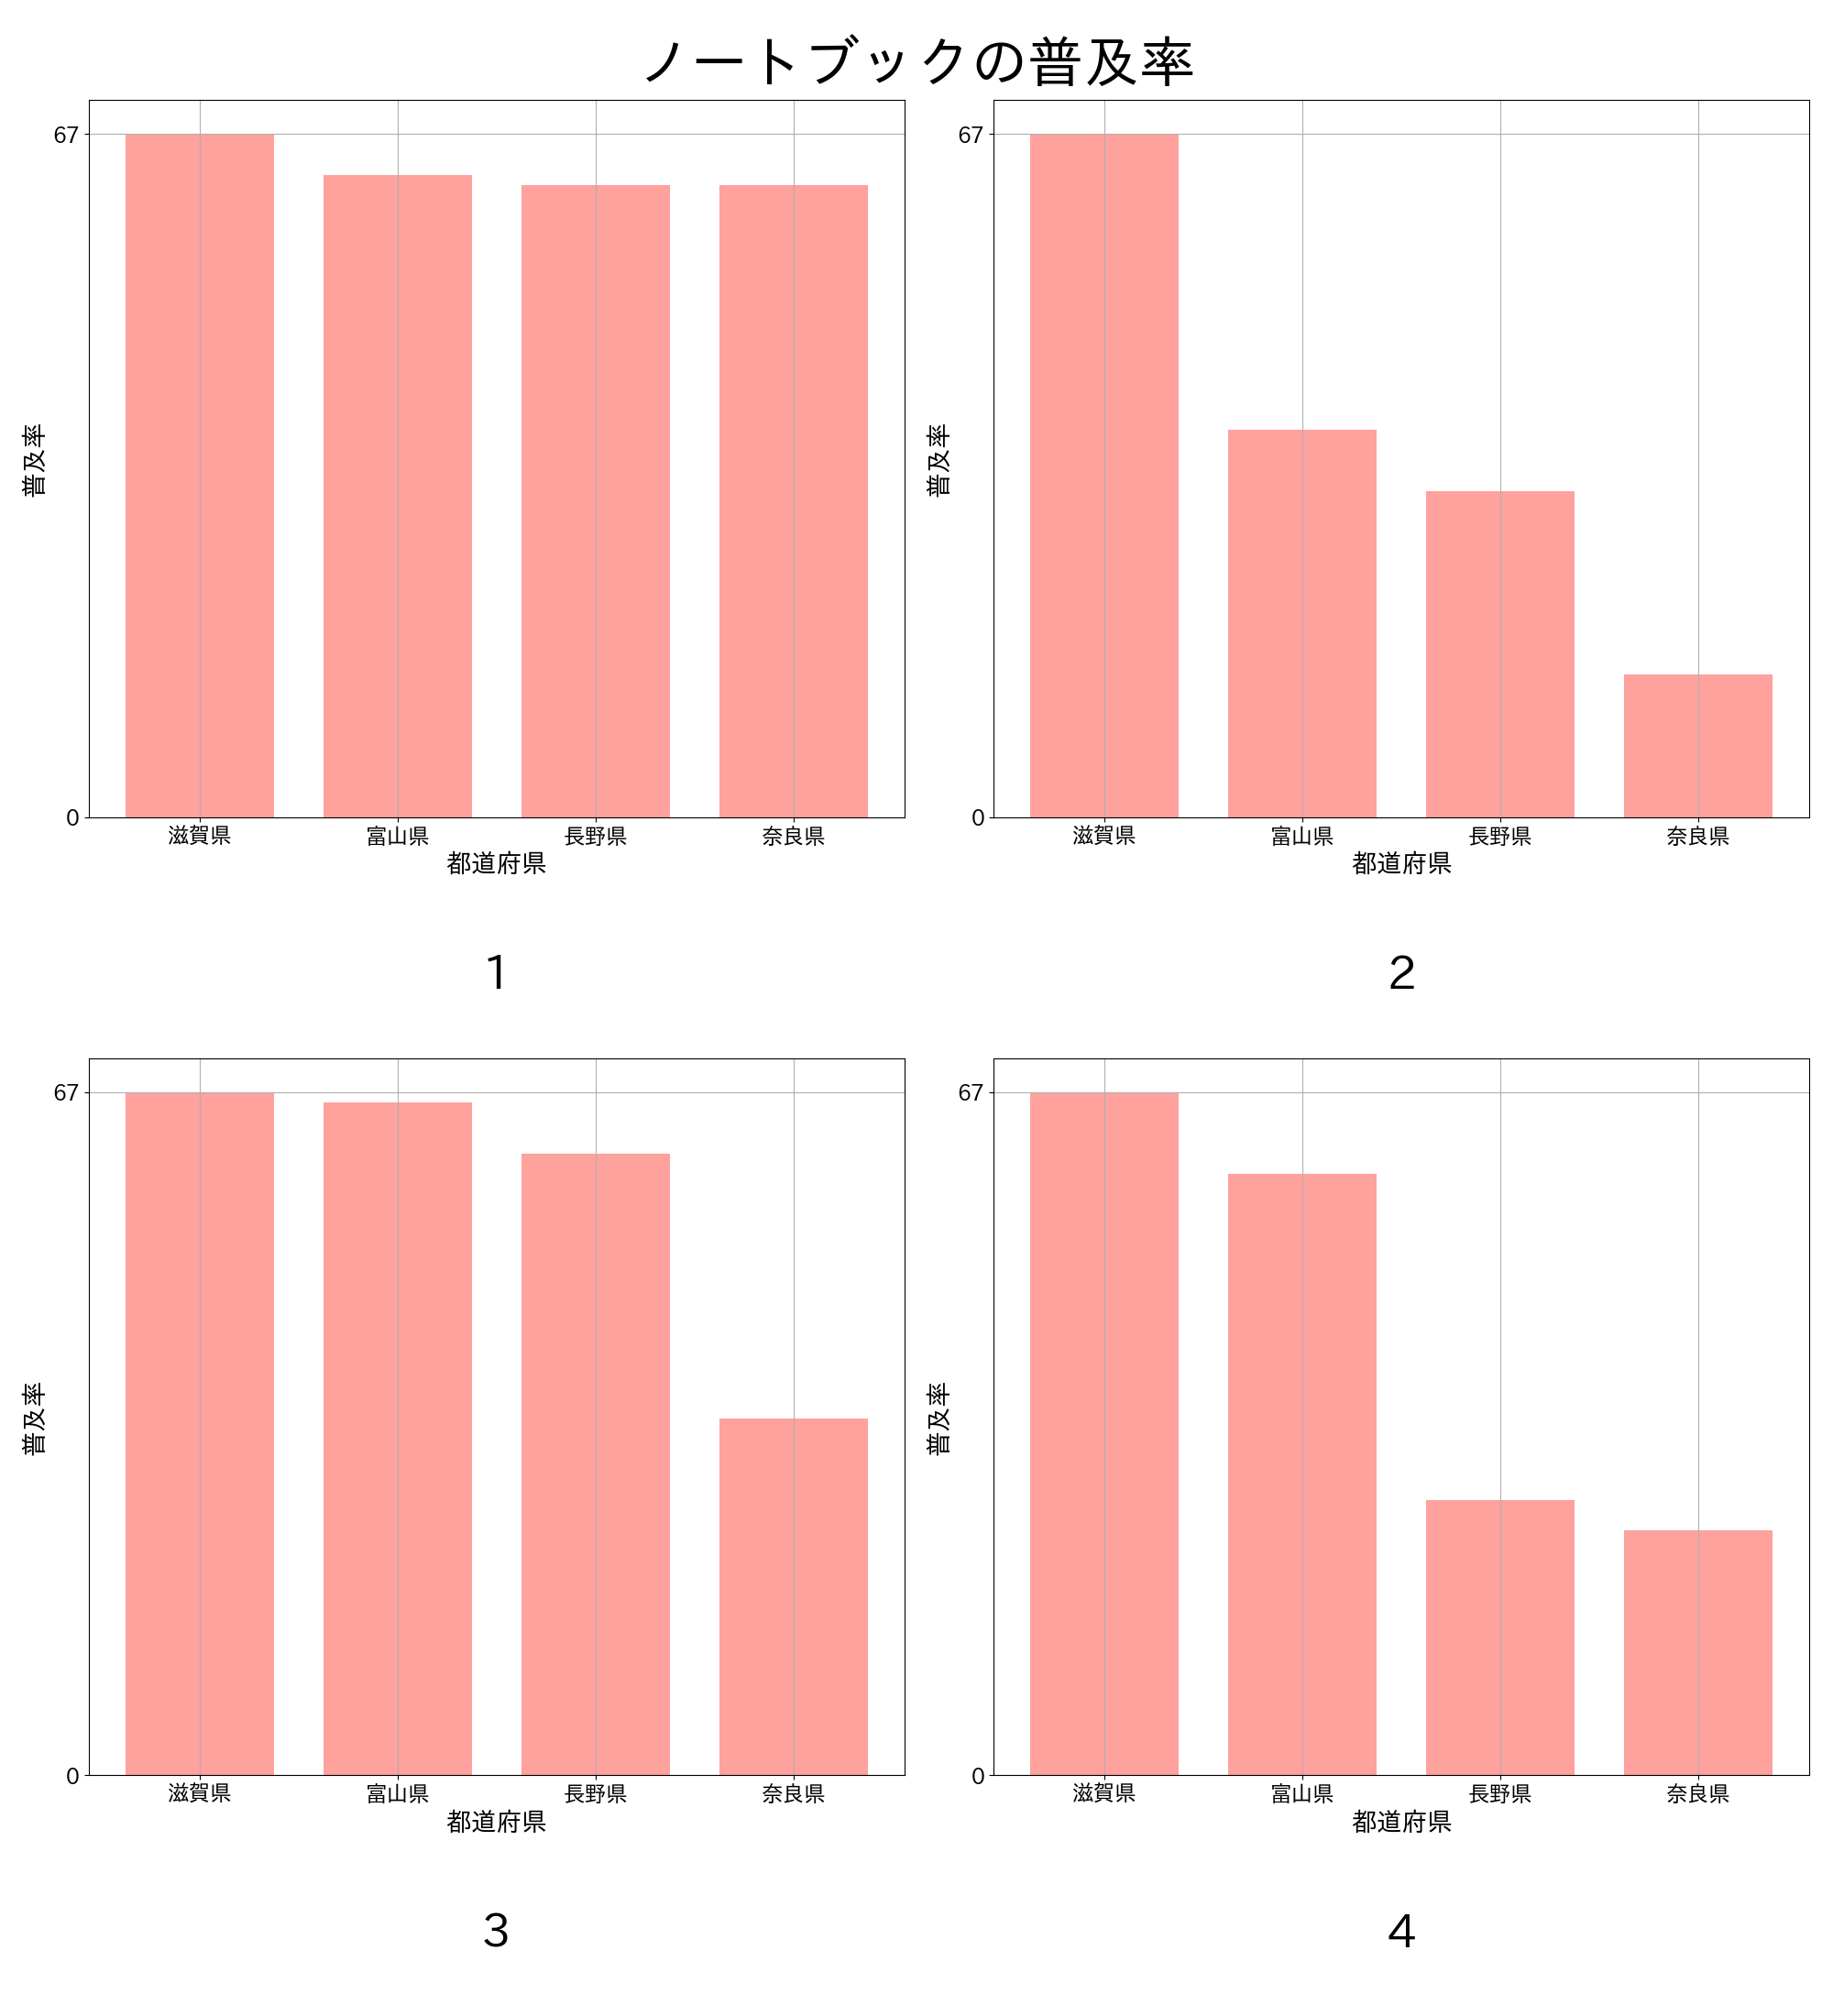 ノートブックの普及率
67
0
普及率
滋賀県 富山県 長野県 奈良県
都道府県
1
67
0
普及率
滋賀県 富山県 長野県 奈良県
都道府県
2
67
0
普及率
滋賀県 富山県 長野県 奈良県
都道府県
3
67
0
普及率
滋賀県 富山県 長野県 奈良県
都道府県
4